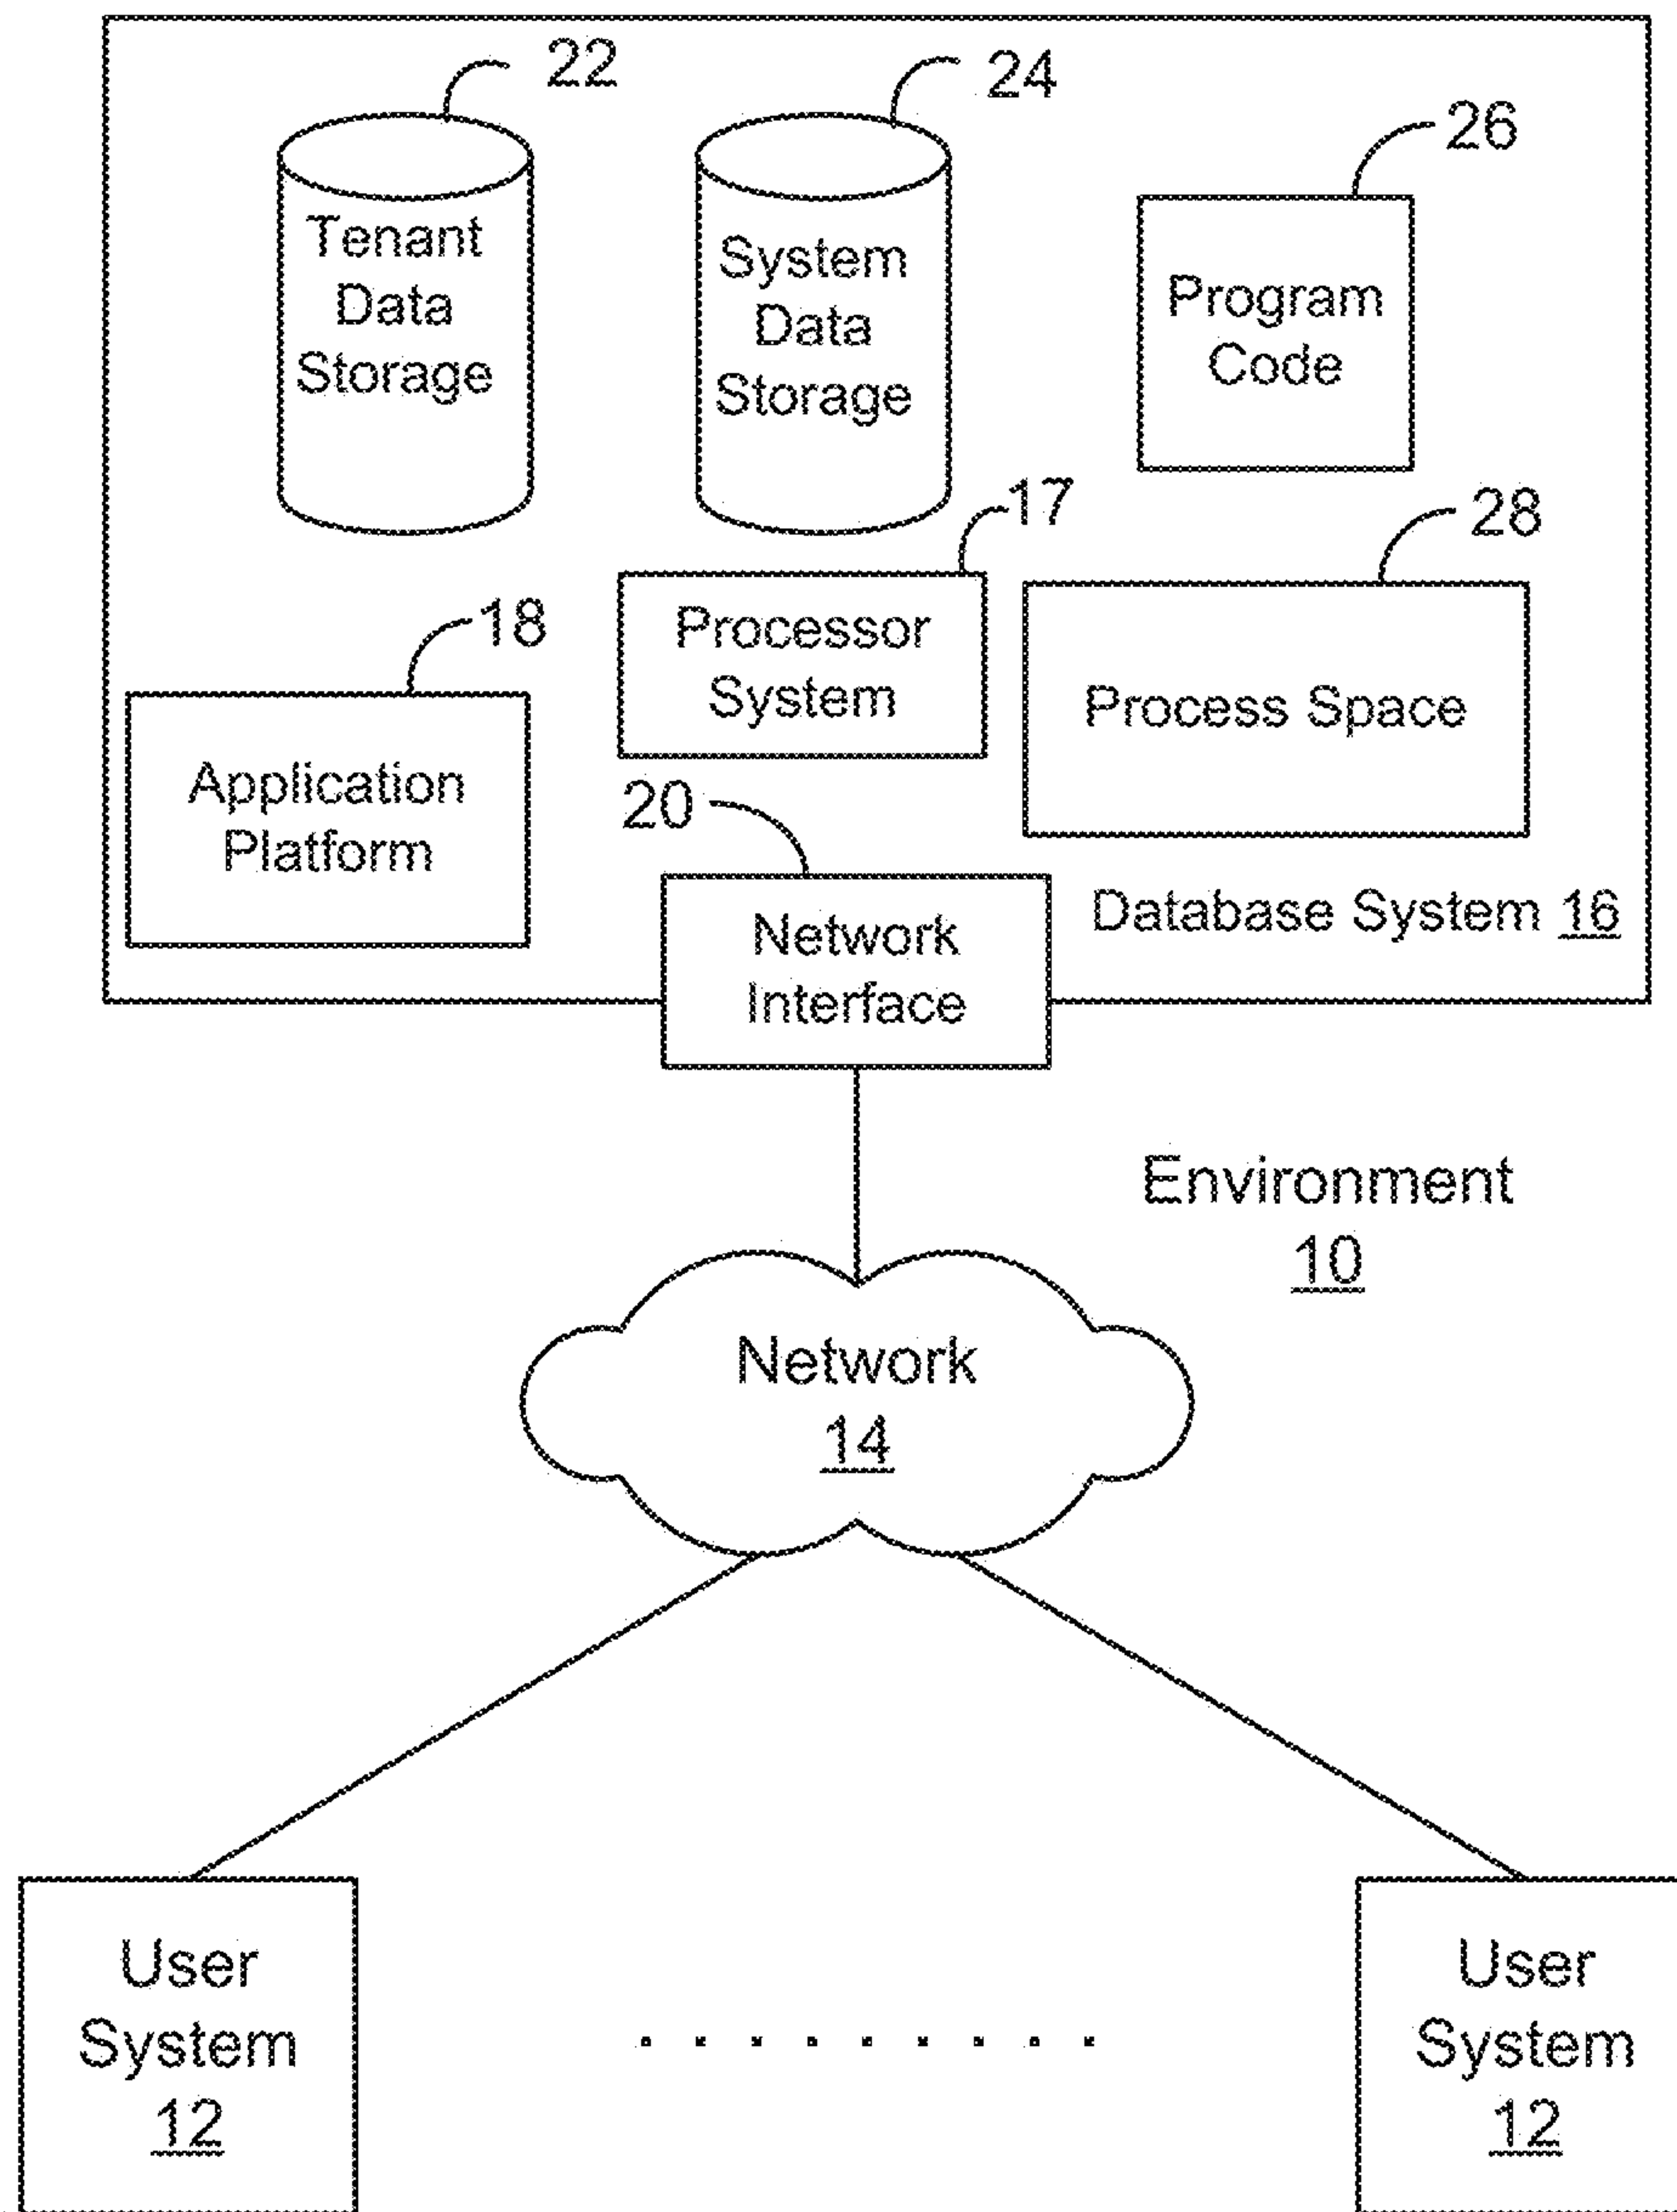 22
24
26
Tenant
Data
Storage
System
Data
Storage
Program
Code
17
28
18
Processor
System
Process Space
Application
Platform
20
Database System 16
Network
Interface
Environment
10
Network
14
User
System
12
User
System
12